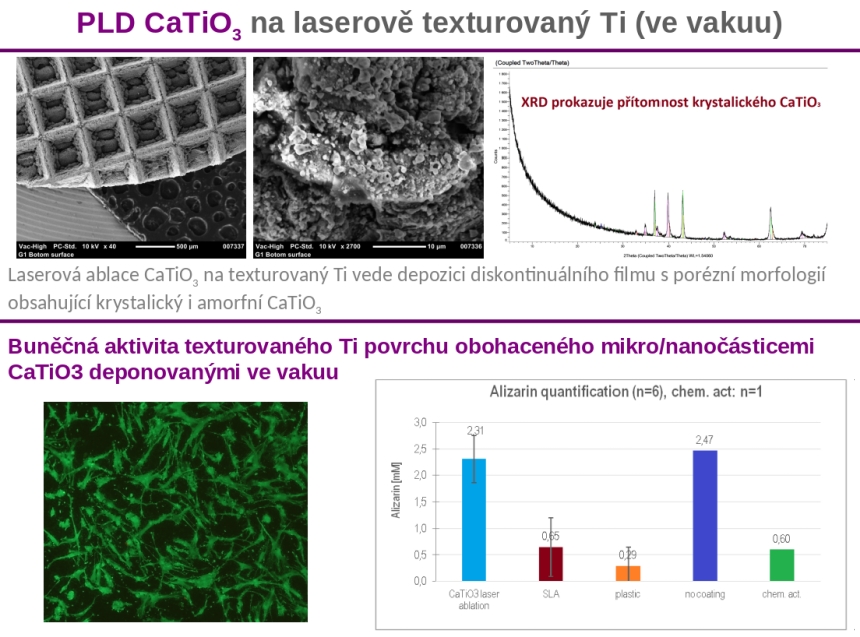 PLD CaTiO₃ na laserově texturovaný Ti (ve vakuu)
Vac-High PC-Std. 10 kV x 40 500 µm 007337
G1 Botom surface
Vac-High PC-Std. 10 kV x 2700 10 µm 007336
G1 Botom surface
(Coupled TwoTheta/Theta)
XRD prokazuje přítomnost krystalického CaTiO₃
Counts
Laserová ablace CaTiO₃ na texturovaný Ti vede depozici diskontinuálního filmu s porézní morfologií
obsahující krystalický i amorfní CaTiO₃
Buněčná aktivita texturovaného Ti povrchu obohaceného mikro/nanočásticemi
CaTiO3 deponovanými ve vakuu
Alizarin quantification (n=6), chem. act: n=1
Alizarin [mM]
3,0
2,5
2,0
1,5
1,0
0,5
0,0
2,31
0,65
0,29
2,47
0,60
CaTiO3 laser
ablation
SLA
plastic
no coating
chem. act.